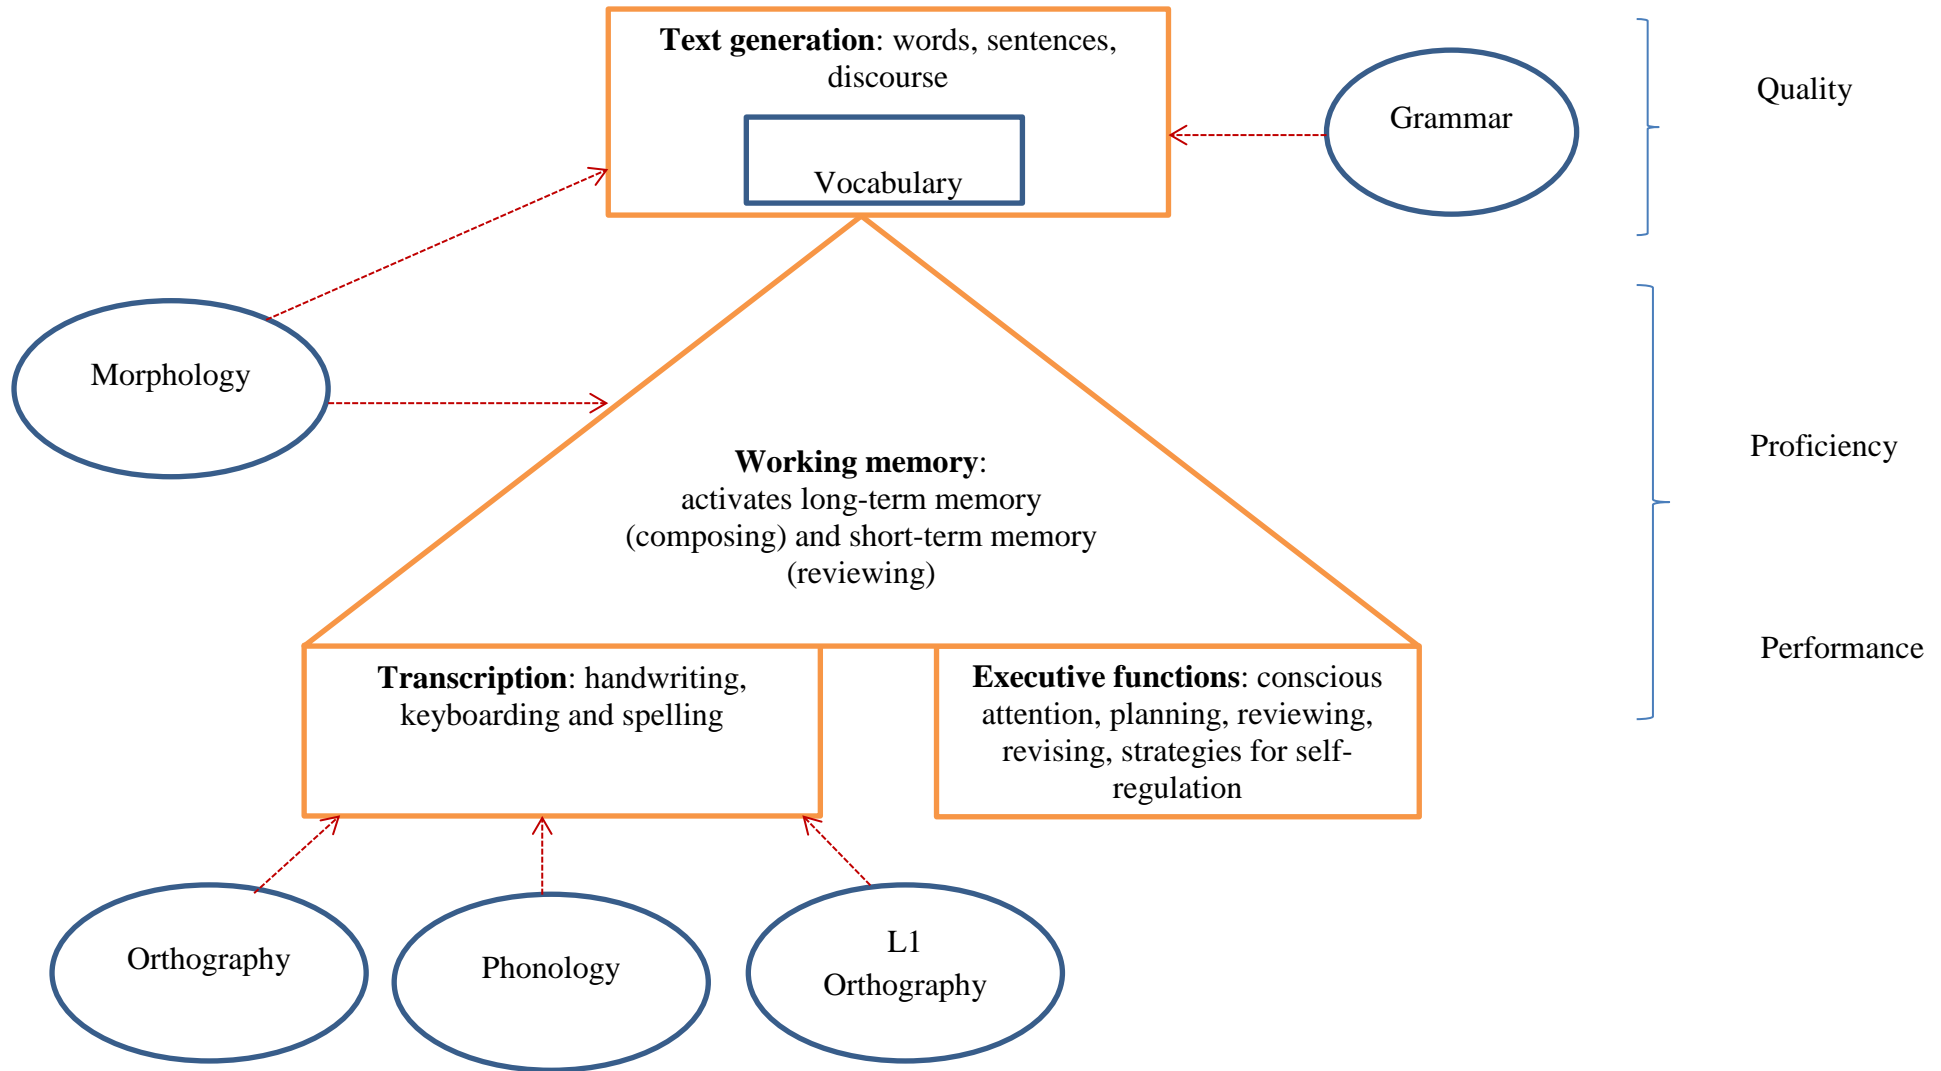 Text generation: words, sentences,
discourse
Vocabulary
Grammar
Quality
Morphology
Working memory:
activates long-term memory
(composing) and short-term memory
(reviewing)
Proficiency
Performance
Transcription: handwriting,
keyboarding and spelling
Executive functions: conscious
attention, planning, reviewing,
revising, strategies for self-
regulation
Orthography
Phonology
L1
Orthography